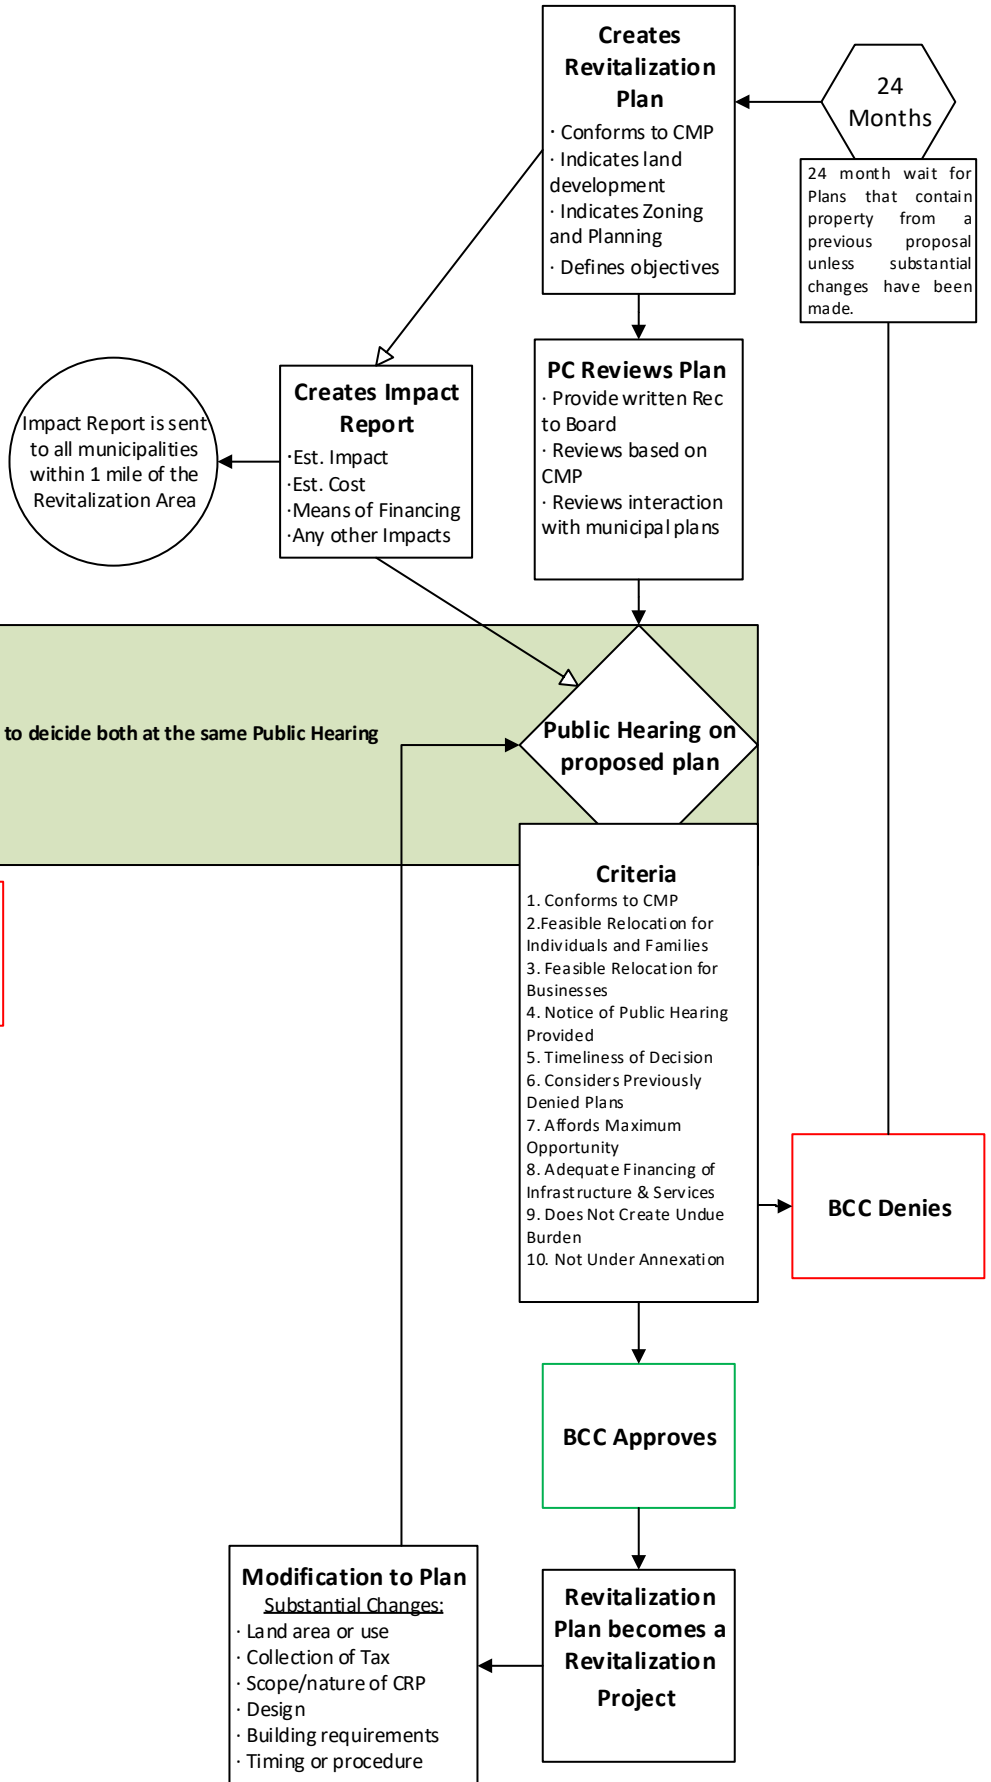 Creates
Revitalization
Plan
· Conforms to CMP
· Indicates land
development
· Indicates Zoning
and Planning
· Defines objectives
24
Months
24 month wait for
Plans that contain
property from a
previous proposal
unless substantial
changes have been
made.
PC Reviews Plan
· Provide written Rec
to Board
· Reviews based on
CMP
· Reviews interaction
with municipal plans
Creates Impact
Report
·Est. Impact
·Est. Cost
·Means of Financing
·Any other Impacts
Impact Report is sent
to all municipalities
within 1 mile of the
Revitalization Area
to deicide both at the same Public Hearing
Public Hearing on
proposed plan
Criteria
1. Conforms to CMP
2.Feasible Relocation for
Individuals and Families
3. Feasible Relocation for
Businesses
4. Notice of Public Hearing
Provided
5. Timeliness of Decision
6. Considers Previously
Denied Plans
7. Affords Maximum
Opportunity
8. Adequate Financing of
Infrastructure & Services
9. Does Not Create Undue
Burden
10. Not Under Annexation
BCC Denies
BCC Approves
Revitalization
Plan becomes a
Revitalization
Project
Modification to Plan
Substantial Changes:
· Land area or use
· Collection of Tax
· Scope/nature of CRP
· Design
· Building requirements
· Timing or procedure